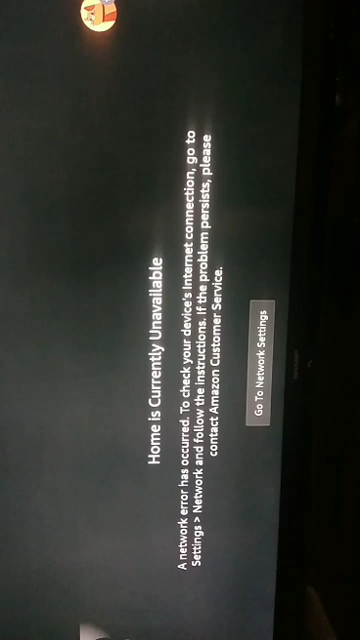 Home is Currently Unavailable
A network error has occurred. To check your device's Internet connection, go to
Settings > Network and follow the instructions. If the problem persists, please
contact Amazon Customer Service.
Go To Network Settings